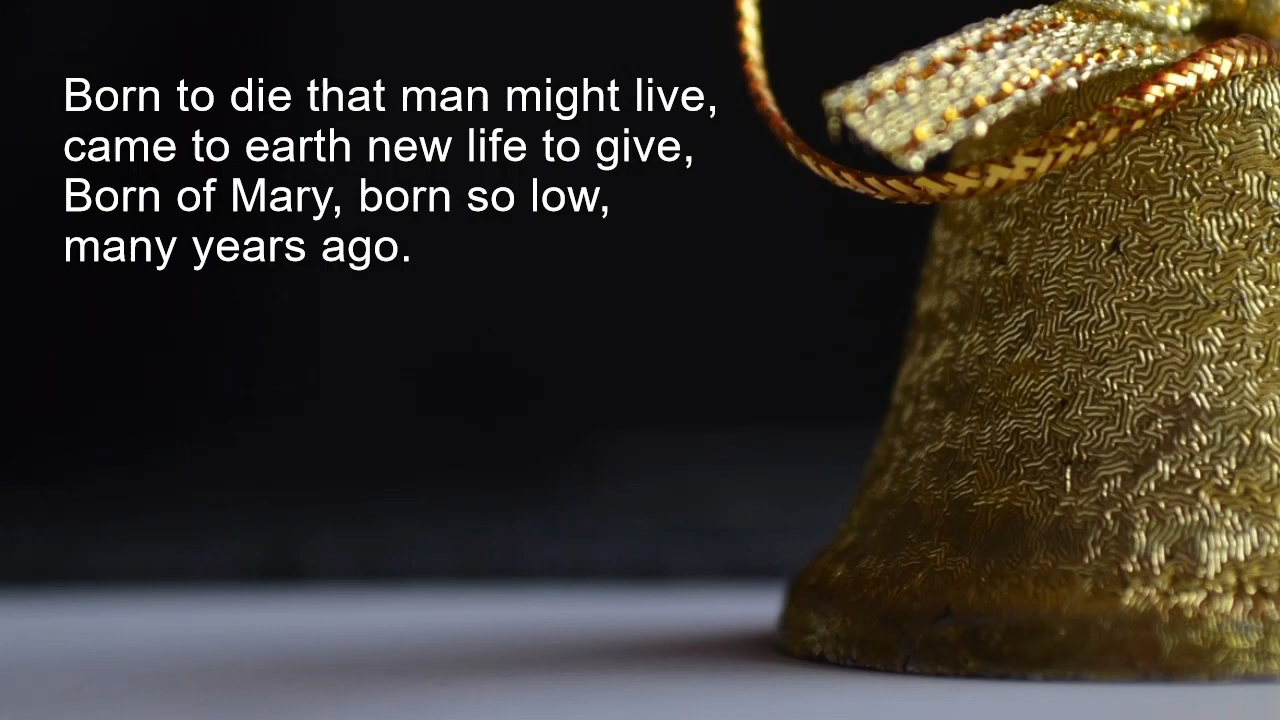 Born to die that man might live,
came to earth new life to give,
Born of Mary, born so low,
many years ago.